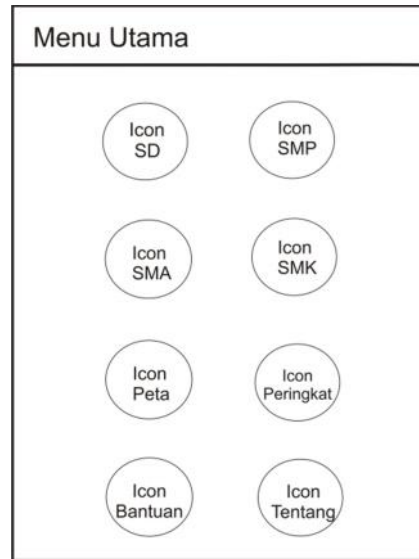 Menu Utama
Icon
SD
Icon
SMP
Icon
SMA
Icon
SMK
Icon
Peta
Icon
Peringkat
Icon
Bantuan
Icon
Tentang